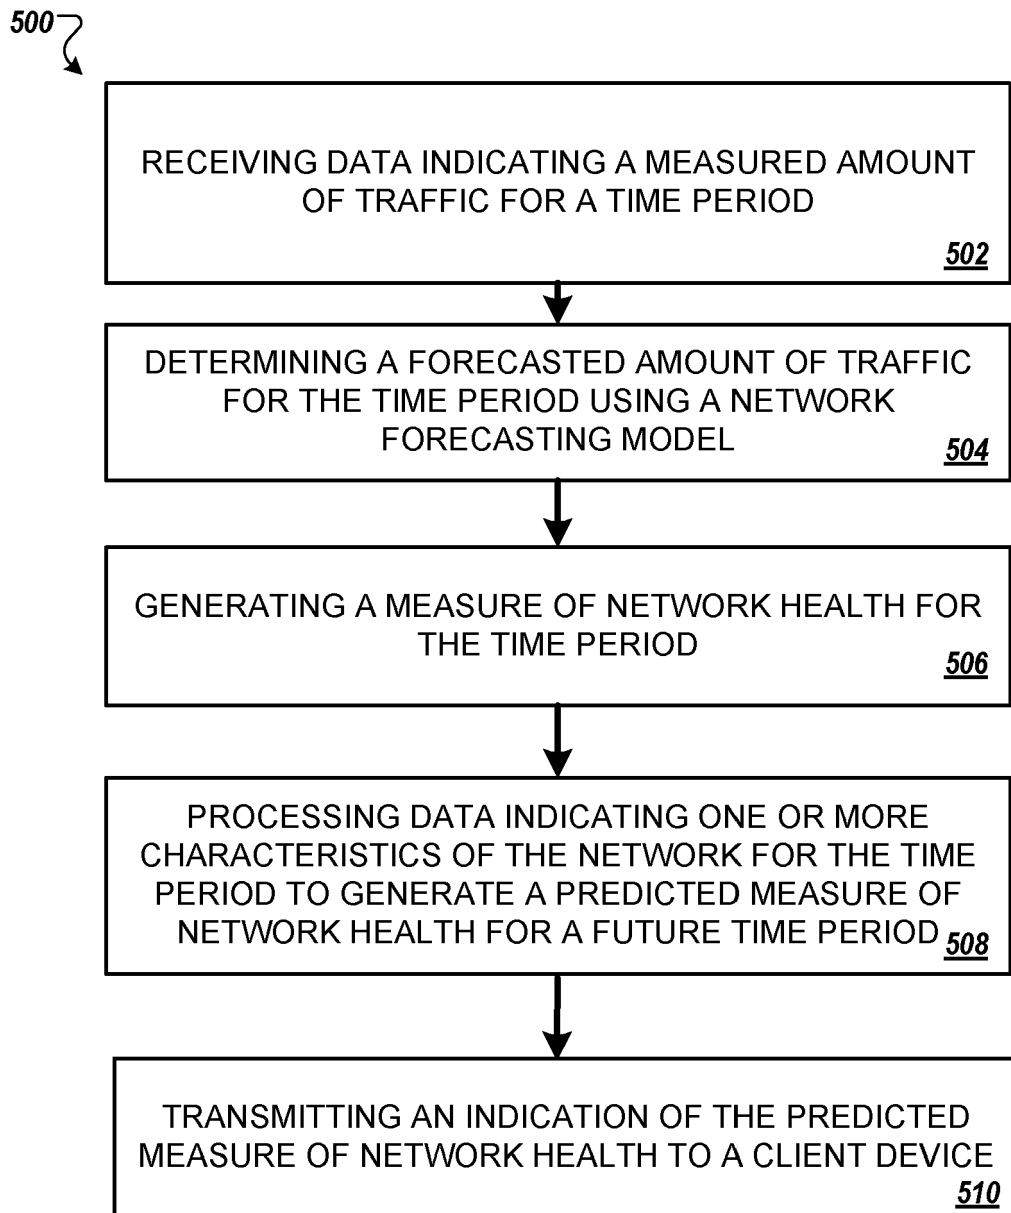 500
RECEIVING DATA INDICATING A MEASURED AMOUNT
OF TRAFFIC FOR A TIME PERIOD
502
DETERMINING A FORECASTED AMOUNT OF TRAFFIC
FOR THE TIME PERIOD USING A NETWORK
FORECASTING MODEL
504
GENERATING A MEASURE OF NETWORK HEALTH FOR
THE TIME PERIOD
506
PROCESSING DATA INDICATING ONE OR MORE
CHARACTERISTICS OF THE NETWORK FOR THE TIME
PERIOD TO GENERATE A PREDICTED MEASURE OF
NETWORK HEALTH FOR A FUTURE TIME PERIOD
508
TRANSMITTING AN INDICATION OF THE PREDICTED
MEASURE OF NETWORK HEALTH TO A CLIENT DEVICE
510